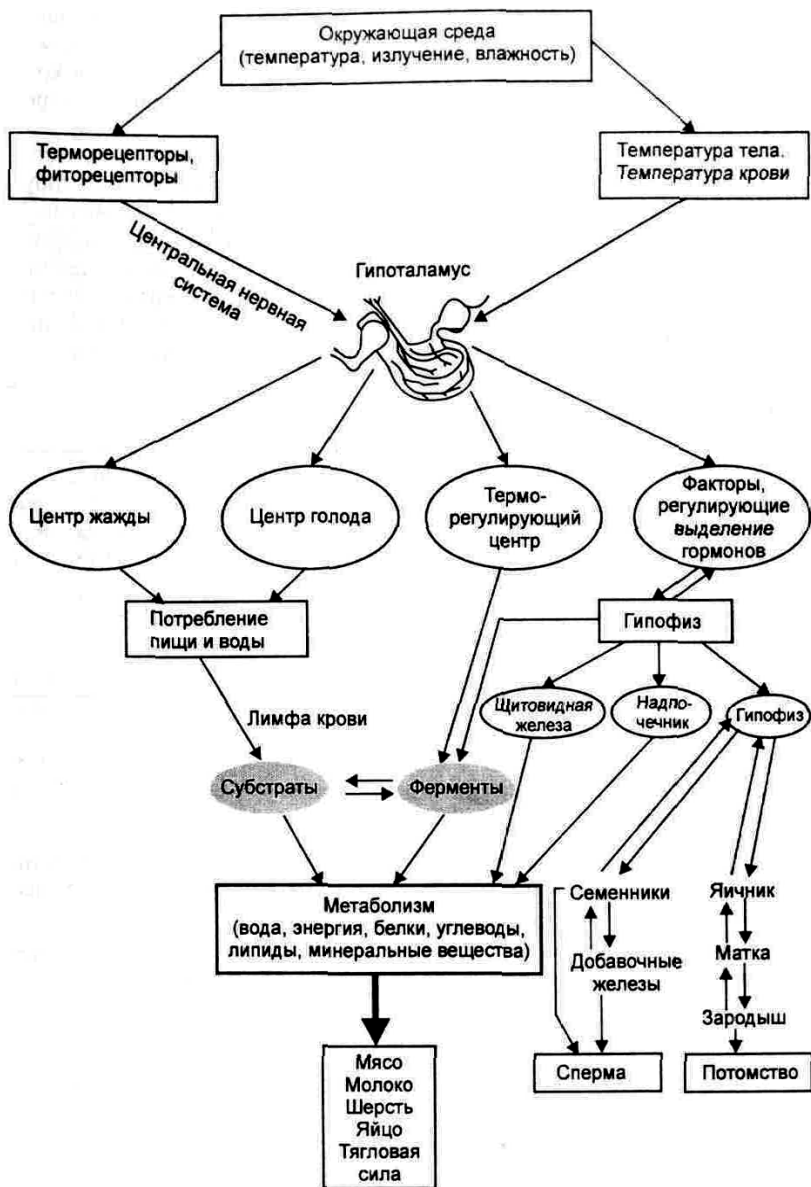 Окружающая среда
(температура, излучение, влажность)
Терморецепторы,
фиторецепторы
Температура тела.
Температура крови
Центральная нервная
система
Гипоталамус
Центр жажды
Центр голода
Термо-
регулирующий
центр
Факторы,
регулирующие
выделение
гормонов
Потребление
пищи и воды
Гипофиз
Лимфа крови
Щитовидная
железа
Надпо-
чечник
Гипофиз
Субстраты
Ферменты
Метаболизм
(вода, энергия, белки, углеводы,
липиды, минеральные вещества)
Семенники
Яичник
Добавочные
железы
Матка
Зародыш
Сперма
Потомство
Мясо
Молоко
Шерсть
Яйцо
Тягловая
сила